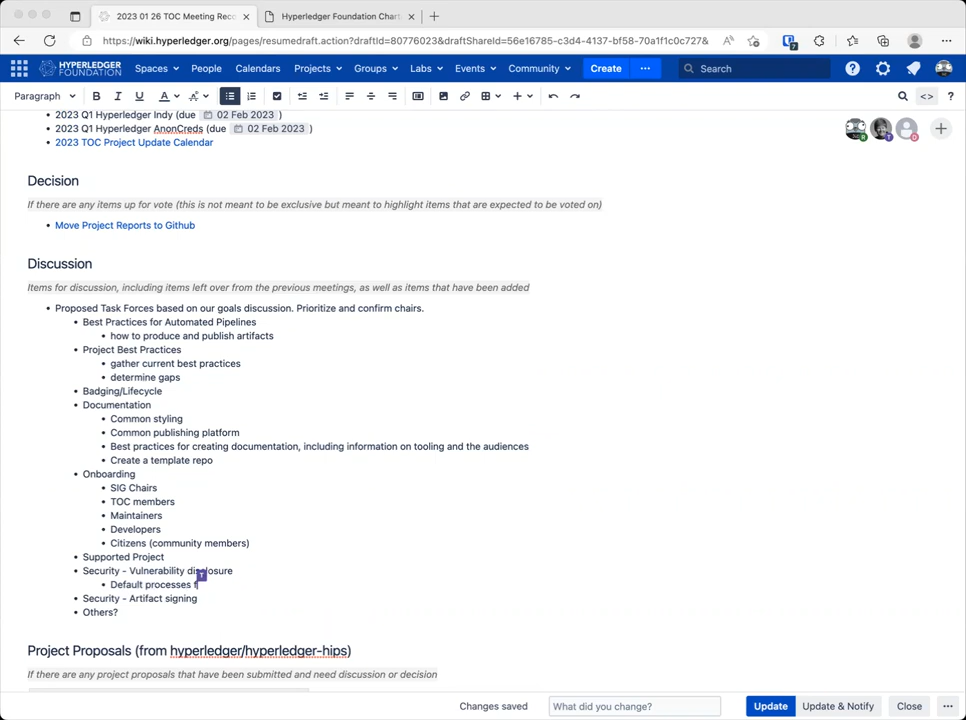 2023 01 26 TOC Meeting Reco
Hyperledger Foundation Chart
https://wiki.hyperledger.org/pages/resumedraft.action?draftId=80776023&draftShareId=56e16785-c3d4-4137-bf58-70a1f1c0c727&
HYPERLEDGER FOUNDATION Spaces People Calendars Projects Groups Labs Events Community Create Search
Paragraph B I U A
2023 Q1 Hyperledger Indy (due 02 Feb 2023 )
2023 Q1 Hyperledger AnonCreds (due 02 Feb 2023 )
2023 TOC Project Update Calendar
Decision
If there are any items up for vote (this is not meant to be exclusive but meant to highlight items that are expected to be voted on)
Move Project Reports to Github
Discussion
Items for discussion, including items left over from the previous meetings, as well as items that have been added
Proposed Task Forces based on our goals discussion. Prioritize and confirm chairs.
Best Practices for Automated Pipelines
how to produce and publish artifacts
Project Best Practices
gather current best practices
determine gaps
Badging/Lifecycle
Documentation
Common styling
Common publishing platform
Best practices for creating documentation, including information on tooling and the audiences
Create a template repo
Onboarding
SIG Chairs
TOC members
Maintainers
Developers
Citizens (community members)
Supported Project
Security - Vulnerability disclosure
Default processes f
Security - Artifact signing
Others?
Project Proposals (from hyperledger/hyperledger-hips)
If there are any project proposals that have been submitted and need discussion or decision
Changes saved What did you change? Update Update & Notify Close